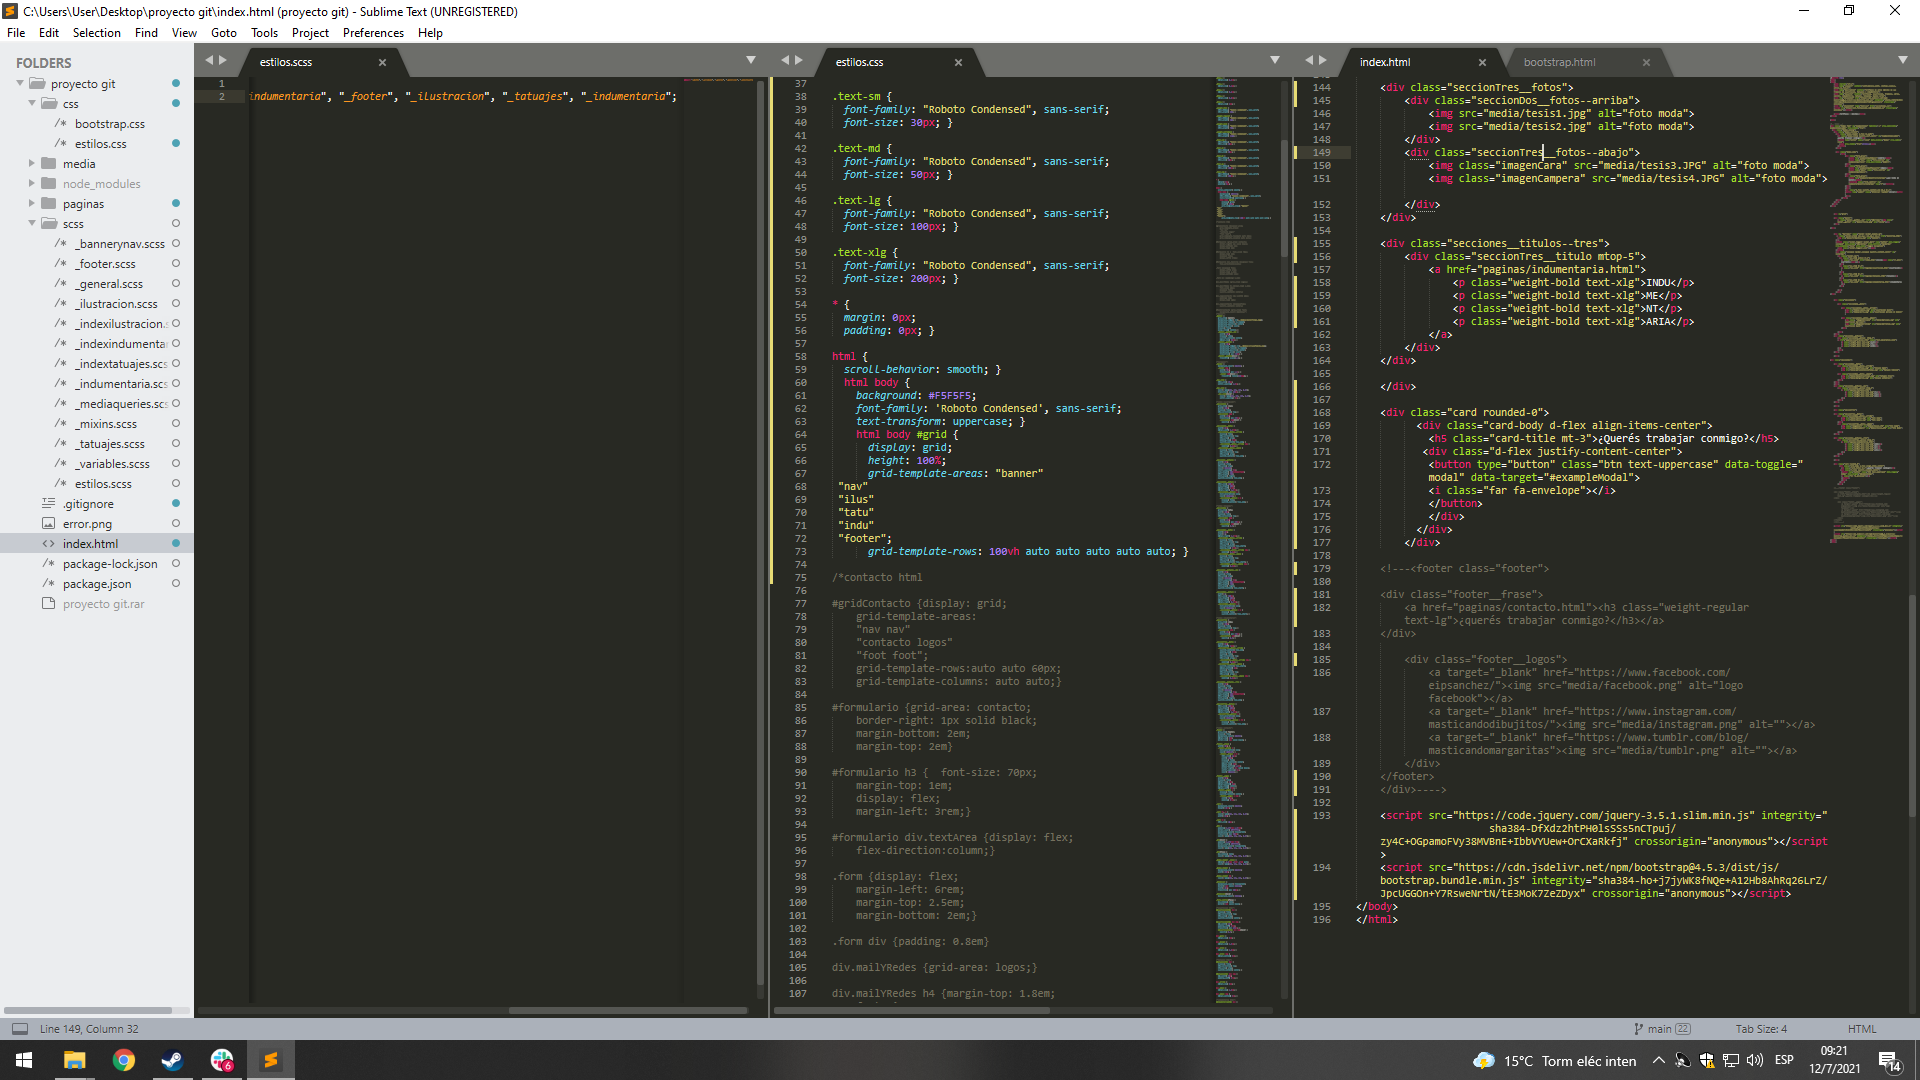 C:\Users\User\Desktop\proyecto git\index.html (proyecto git) - Sublime Text (UNREGISTERED)
File Edit Selection Find View Goto Tools Project Preferences Help
FOLDERS
proyecto git
css
/* bootstrap.css
/* estilos.css
media
node_modules
paginas
scss
/* _bannerynav.scss
/* _footer.scss
/* _general.scss
/* _ilustracion.scss
/* _indexilustracion.s
/* _indexindumenta
/* _indextatuajes.scs
/* _indumentaria.scs
/* _mediaqueries.scs
/* _mixins.scss
/* _tatuajes.scss
/* _variables.scss
/* estilos.scss
.gitignore
error.png
<> index.html
/* package-lock.json
/* package.json
proyecto git.rar
estilos.scss
1
2 indumentaria", "_footer", "_ilustracion", "_tatuajes", "_indumentaria";
estilos.css
37
38 .text-sm {
39 font-family: "Roboto Condensed", sans-serif;
40 font-size: 30px; }
41
42 .text-md {
43 font-family: "Roboto Condensed", sans-serif;
44 font-size: 50px; }
45
46 .text-lg {
47 font-family: "Roboto Condensed", sans-serif;
48 font-size: 100px; }
49
50 .text-xlg {
51 font-family: "Roboto Condensed", sans-serif;
52 font-size: 200px; }
53
54 * {
55 margin: 0px;
56 padding: 0px; }
57
58 html {
59 scroll-behavior: smooth; }
60 html body {
61 background: #F5F5F5;
62 font-family: 'Roboto Condensed', sans-serif;
63 text-transform: uppercase; }
64 html body #grid {
65 display: grid;
66 height: 100%;
67 grid-template-areas: "banner"
68 "nav"
69 "ilus"
70 "tatu"
71 "indu"
72 "footer";
73 grid-template-rows: 100vh auto auto auto auto auto; }
74
75 /*contacto html
76
77 #gridContacto {display: grid;
78 grid-template-areas:
79 "nav nav"
80 "contacto logos"
81 "foot foot";
82 grid-template-rows:auto auto 60px;
83 grid-template-columns: auto auto;}
84
85 #formulario {grid-area: contacto;
86 border-right: 1px solid black;
87 margin-bottom: 2em;
88 margin-top: 2em}
89
90 #formulario h3 {  font-size: 70px;
91 margin-top: 1em;
92 display: flex;
93 margin-left: 3rem;}
94
95 #formulario div.textArea {display: flex;
96 flex-direction:column;}
97
98 .form {display: flex;
99 margin-left: 6rem;
100 margin-top: 2.5em;
101 margin-bottom: 2em;}
102
103 .form div {padding: 0.8em}
104
105 div.mailYRedes {grid-area: logos;}
106
107 div.mailYRedes h4 {margin-top: 1.8em;
index.html bootstrap.html
144 <div class="seccionTres__fotos">
145 <div class="seccionDos__fotos--arriba">
146 <img src="media/tesis1.jpg" alt="foto moda">
147 <img src="media/tesis2.jpg" alt="foto moda">
148 </div>
149 <div class="seccionTres__fotos--abajo">
150 <img class="imagenCara" src="media/tesis3.JPG" alt="foto moda">
151 <img class="imagenCampera" src="media/tesis4.JPG" alt="foto moda">
152 </div>
153 </div>
154
155 <div class="secciones__titulos--tres">
156 <div class="seccionTres__titulo mtop-5">
157 <a href="paginas/indumentaria.html">
158 <p class="weight-bold text-xlg">INDU</p>
159 <p class="weight-bold text-xlg">ME</p>
160 <p class="weight-bold text-xlg">NT</p>
161 <p class="weight-bold text-xlg">ARIA</p>
162 </a>
163 </div>
164 </div>
165
166 </div>
167
168 <div class="card rounded-0">
169 <div class="card-body d-flex align-items-center">
170 <h5 class="card-title mt-3">¿Querés trabajar conmigo?</h5>
171 <div class="d-flex justify-content-center">
172 <button type="button" class="btn text-uppercase" data-toggle="
modal" data-target="#exampleModal">
173 <i class="far fa-envelope"></i>
174 </button>
175 </div>
176 </div>
177 </div>
178
179 <!---<footer class="footer">
180
181 <div class="footer__frase">
182 <a href="paginas/contacto.html"><h3 class="weight-regular
text-lg">¿querés trabajar conmigo?</h3></a>
183 </div>
184
185 <div class="footer__logos">
186 <a target="_blank" href="https://www.facebook.com/
eipsanchez/"><img src="media/facebook.png" alt="logo
facebook"></a>
187 <a target="_blank" href="https://www.instagram.com/
masticandodibujitos/"><img src="media/instagram.png" alt=""></a>
188 <a target="_blank" href="https://www.tumblr.com/blog/
masticandomargaritas"><img src="media/tumblr.png" alt=""></a>
189 </div>
190 </footer>
191 </div>---->
192
193 <script src="https://code.jquery.com/jquery-3.5.1.slim.min.js" integrity="
sha384-DfXdz2htPH0lsSSs5nCTpuj/
zy4C+OGpamoFVy38MVBnE+IbbVYUew+OrCXaRkfj" crossorigin="anonymous"></script
>
194 <script src="https://cdn.jsdelivr.net/npm/bootstrap@4.5.3/dist/js/
bootstrap.bundle.min.js" integrity="sha384-ho+j7jyWK8fNQe+A12Hb8AhRq26LrZ/
JpcUGGOn+Y7RsweNrtN/tE3MoK7ZeZDyx" crossorigin="anonymous"></script>
195 </body>
196 </html>
Line 149, Column 32
main 22
Tab Size: 4
HTML
6
15°C Torm eléc inten
ESP
09:21
12/7/2021
14